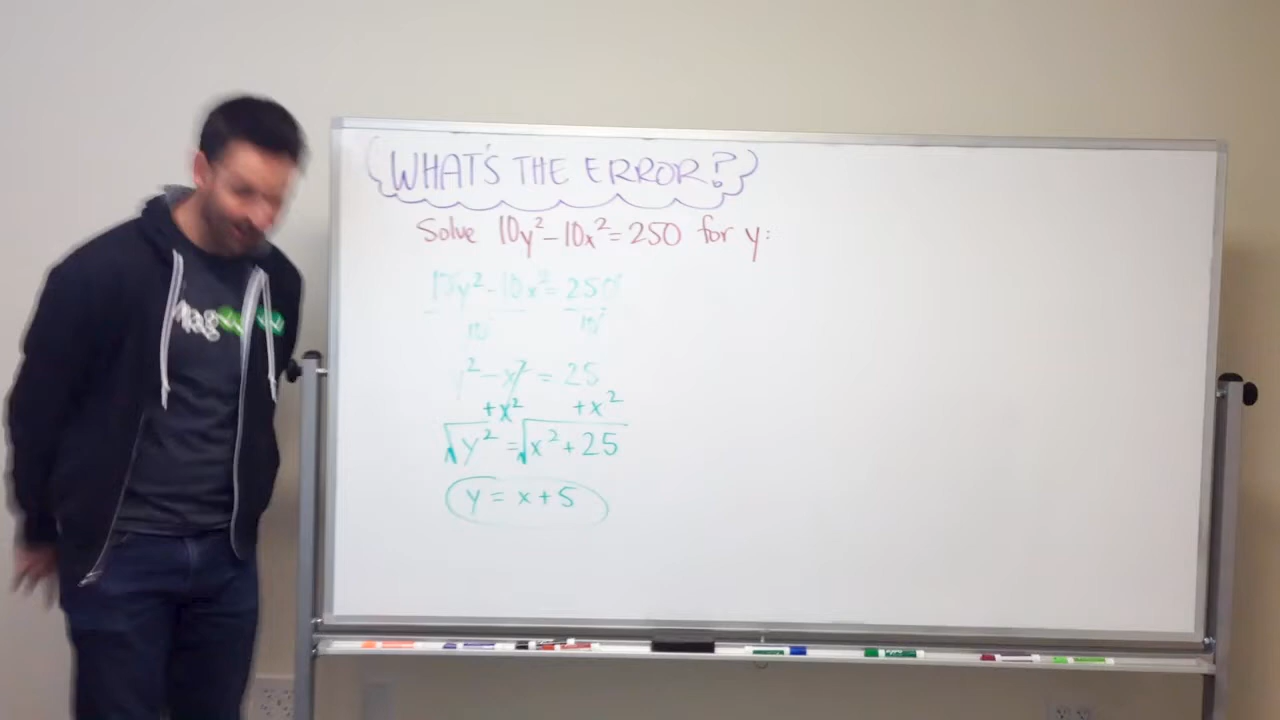 WHAT'S THE ERROR?
Solve 10y² - 10x² = 250 for y:
10y² - 10x² = 250
10 10
y² - x² = 25
+x² +x²
√y² = √x² + 25
y = x + 5